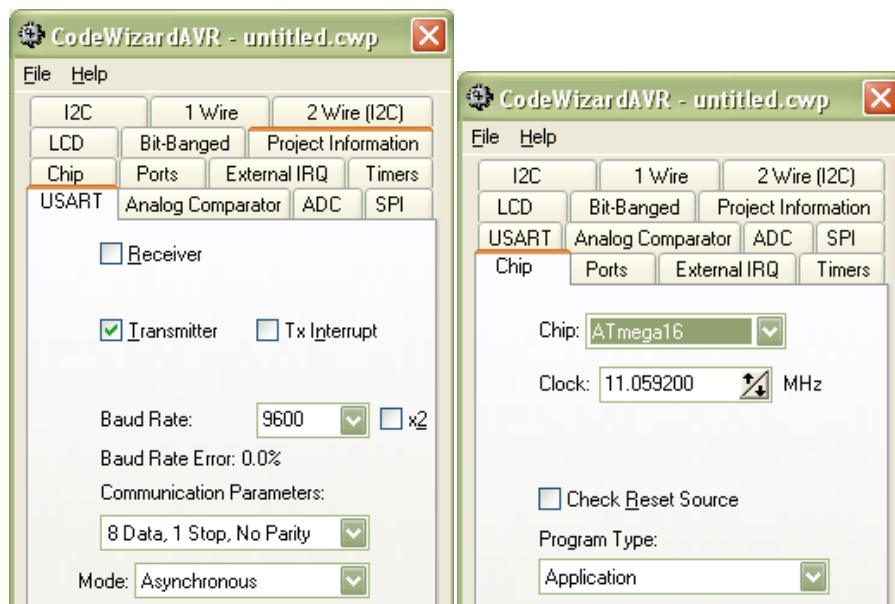 CodeWizardAVR - untitled.cwp
File Help
I2C 1 Wire 2 Wire (I2C)
LCD Bit-Banged Project Information
Chip Ports External IRQ Timers
USART Analog Comparator ADC SPI
Receiver
Transmitter Tx Interrupt
Baud Rate: 9600 x2
Baud Rate Error: 0.0%
Communication Parameters:
8 Data, 1 Stop, No Parity
Mode: Asynchronous
CodeWizardAVR - untitled.cwp
File Help
I2C 1 Wire 2 Wire (I2C)
LCD Bit-Banged Project Information
USART Analog Comparator ADC SPI
Chip Ports External IRQ Timers
Chip: ATmega16
Clock: 11.059200 MHz
Check Reset Source
Program Type:
Application